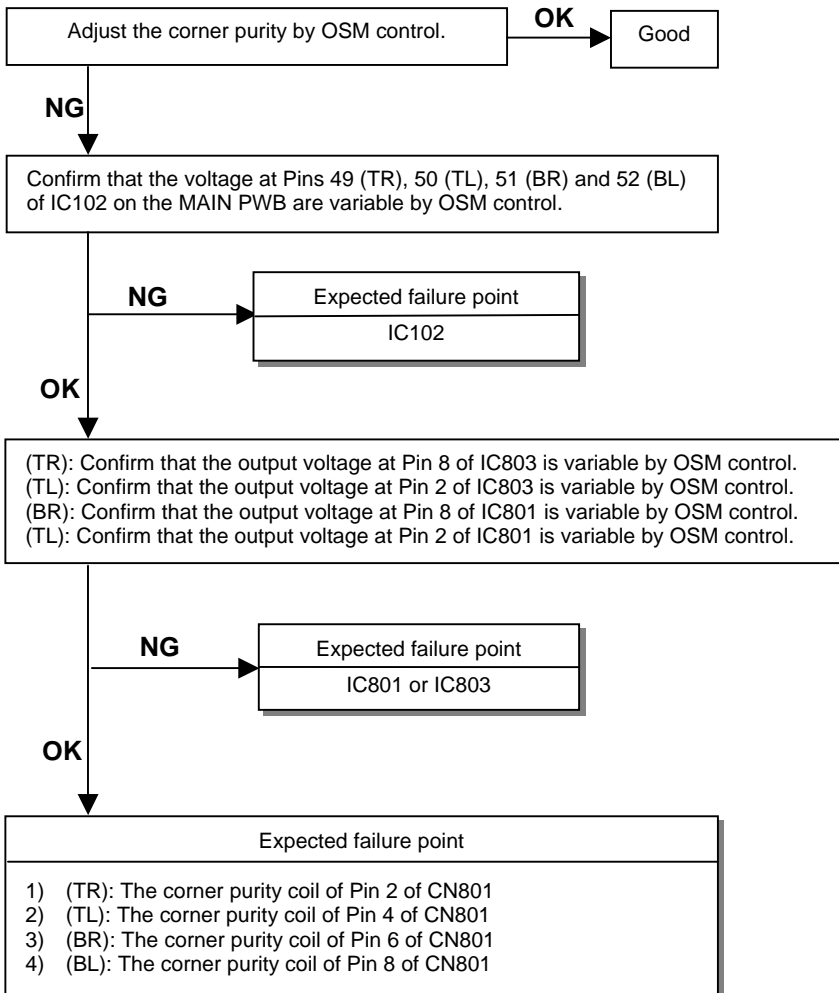 Adjust the corner purity by OSM control.
OK
Good
NG
Confirm that the voltage at Pins 49 (TR), 50 (TL), 51 (BR) and 52 (BL)
of IC102 on the MAIN PWB are variable by OSM control.
NG
Expected failure point
IC102
OK
(TR): Confirm that the output voltage at Pin 8 of IC803 is variable by OSM control.
(TL): Confirm that the output voltage at Pin 2 of IC803 is variable by OSM control.
(BR): Confirm that the output voltage at Pin 8 of IC801 is variable by OSM control.
(TL): Confirm that the output voltage at Pin 2 of IC801 is variable by OSM control.
NG
Expected failure point
IC801 or IC803
OK
Expected failure point
1) (TR): The corner purity coil of Pin 2 of CN801
2) (TL): The corner purity coil of Pin 4 of CN801
3) (BR): The corner purity coil of Pin 6 of CN801
4) (BL): The corner purity coil of Pin 8 of CN801